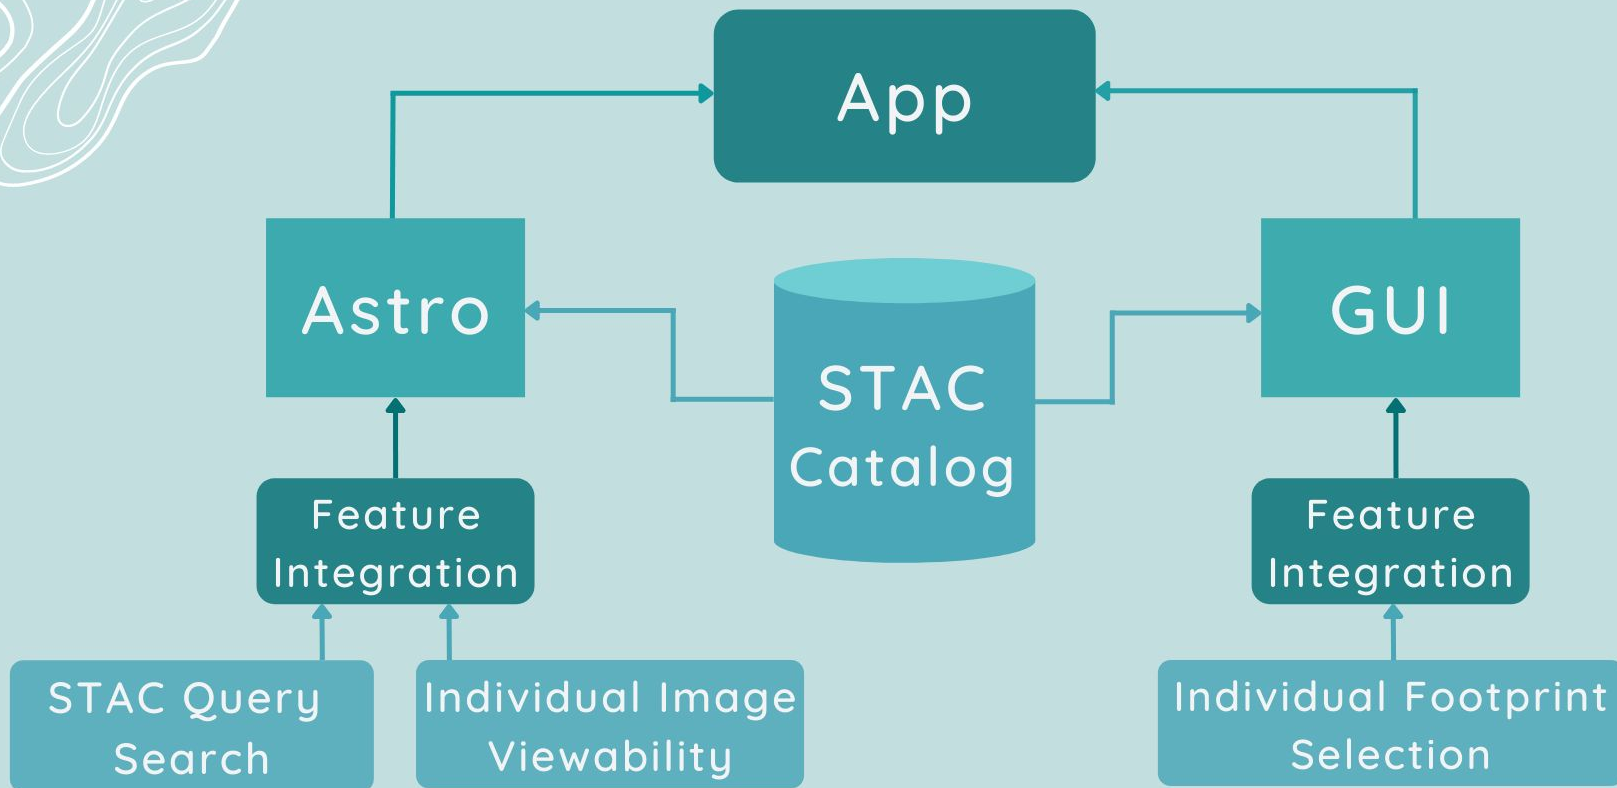 App
Astro
STAC
Catalog
GUI
Feature
Integration
Feature
Integration
STAC Query
Search
Individual Image
Viewability
Individual Footprint
Selection